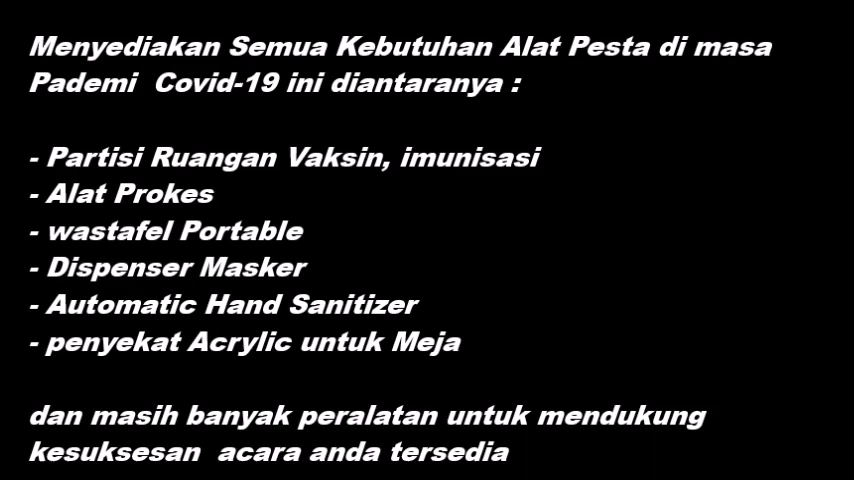 Menyediakan Semua Kebutuhan Alat Pesta di masa
Pademi Covid-19 ini diantaranya :
- Partisi Ruangan Vaksin, imunisasi
- Alat Prokes
- wastafel Portable
- Dispenser Masker
- Automatic Hand Sanitizer
- penyekat Acrylic untuk Meja
dan masih banyak peralatan untuk mendukung
kesuksesan acara anda tersedia